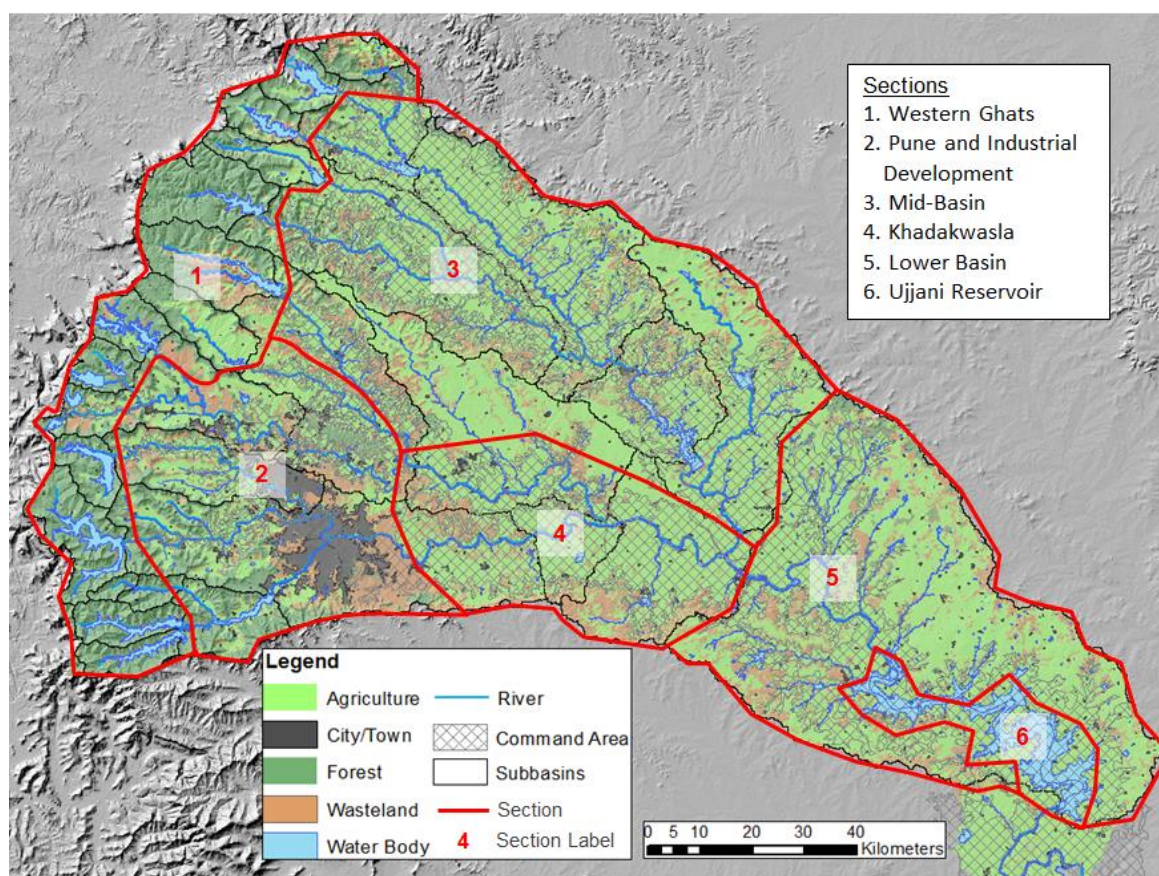 Sections
1. Western Ghats
2. Pune and Industrial
Development
3. Mid-Basin
4. Khadakwasla
5. Lower Basin
6. Ujjani Reservoir
1
2
3
4
5
6
Legend
Agriculture
River
City/Town
Command Area
Forest
Subbasins
Wasteland
Section
Water Body
4 Section Label
0 5 10 20 30 40
Kilometers